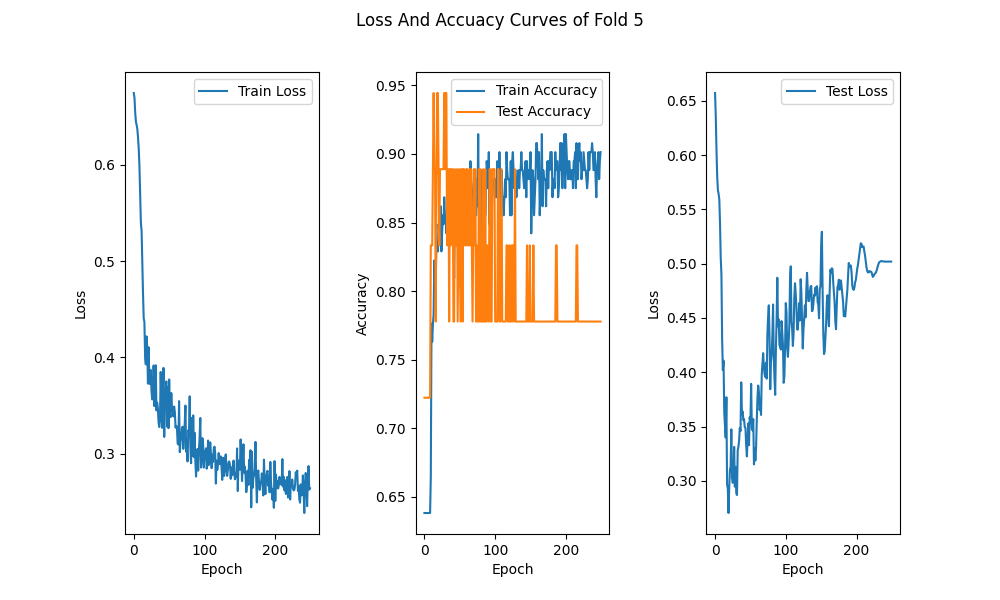 Loss And Accuacy Curves of Fold 5
Train Loss
0.6
0.5
0.4
0.3
Loss
0
100
200
Epoch
Train Accuracy
Test Accuracy
0.95
0.90
0.85
0.80
0.75
0.70
0.65
Accuracy
0
100
200
Epoch
Test Loss
0.65
0.60
0.55
0.50
0.45
0.40
0.35
0.30
Loss
0
100
200
Epoch